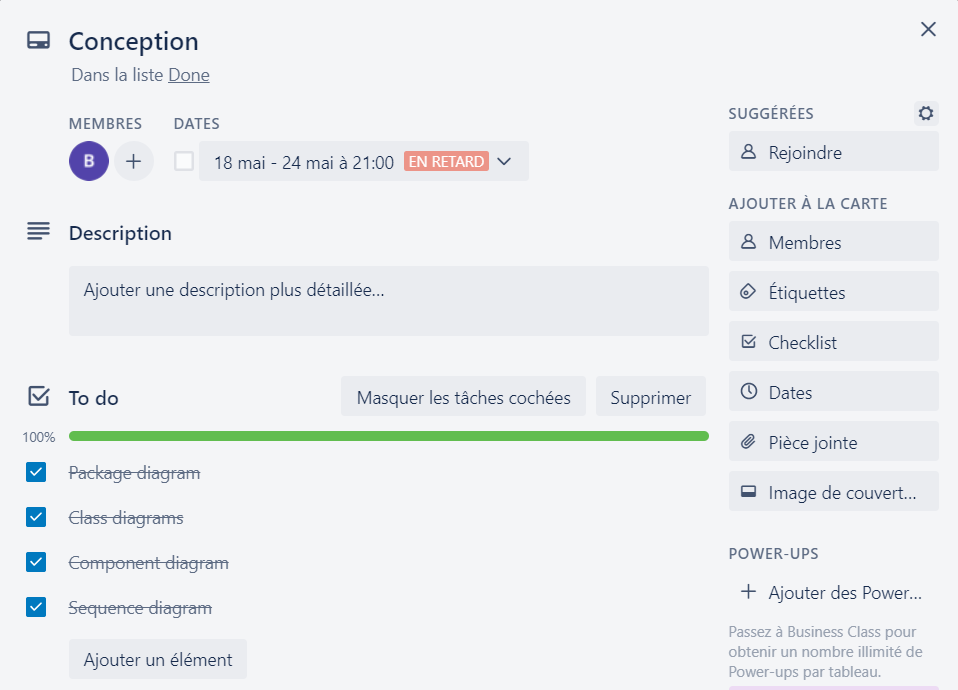 Conception
Dans la liste Done
MEMBRES
DATES
B
18 mai - 24 mai à 21:00 EN RETARD
Description
Ajouter une description plus détaillée...
To do
Masquer les tâches cochées
Supprimer
100%
Package diagram
Class diagrams
Component diagram
Sequence diagram
Ajouter un élément
SUGGÉRÉES
Rejoindre
AJOUTER À LA CARTE
Membres
Étiquettes
Checklist
Dates
Pièce jointe
Image de couvert...
POWER-UPS
Ajouter des Power...
Passez à Business Class pour
obtenir un nombre illimité de
Power-ups par tableau.